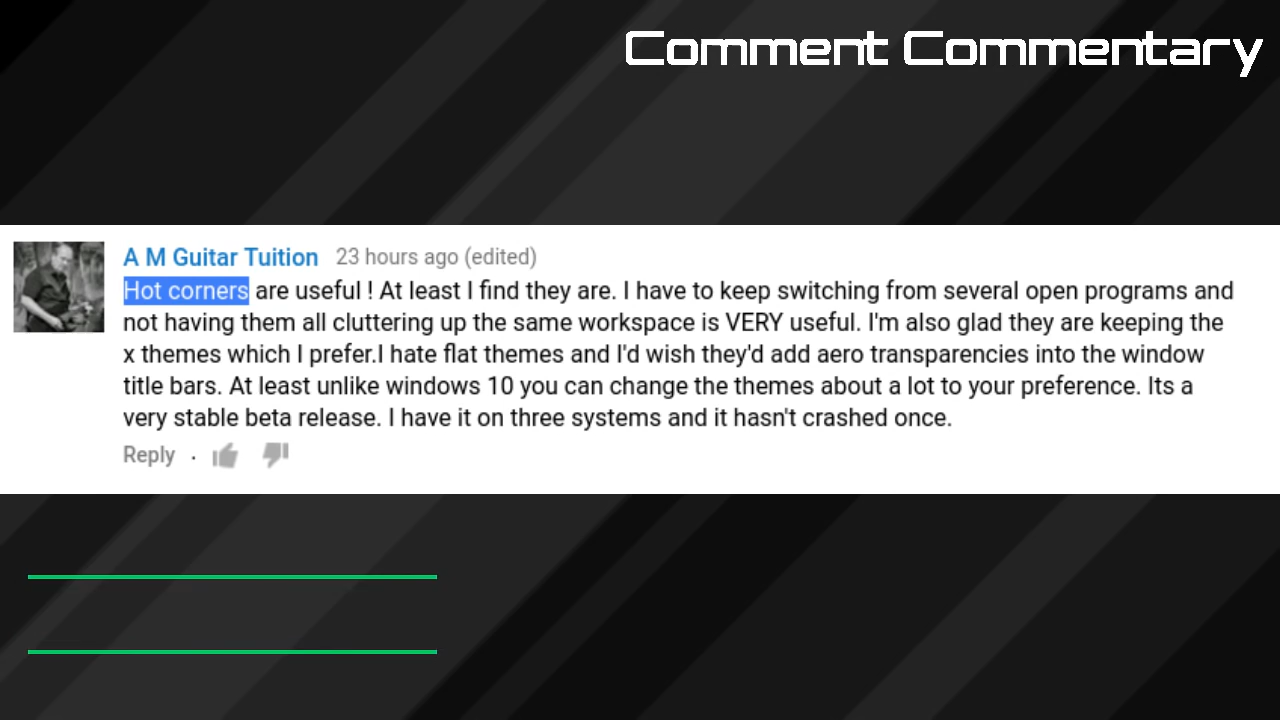 Comment Commentary
A M Guitar Tuition 23 hours ago (edited)
Hot corners are useful ! At least I find they are. I have to keep switching from several open programs and
not having them all cluttering up the same workspace is VERY useful. I'm also glad they are keeping the
x themes which I prefer.I hate flat themes and I'd wish they'd add aero transparencies into the window
title bars. At least unlike windows 10 you can change the themes about a lot to your preference. Its a
very stable beta release. I have it on three systems and it hasn't crashed once.
Reply ·